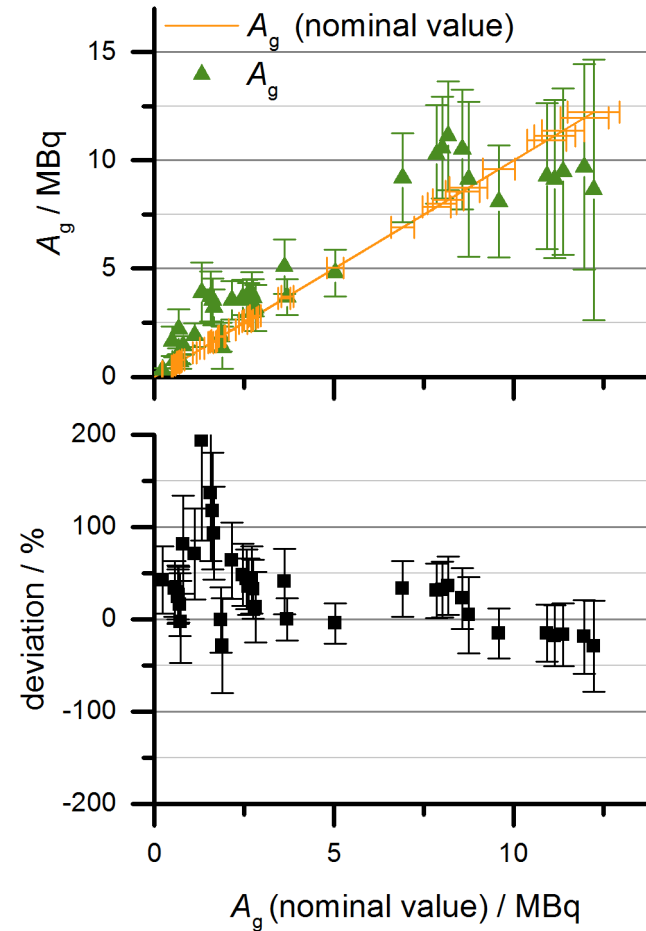 Ag (nominal value)
Ag
15
10
5
0
Ag / MBq
200
100
0
-100
-200
deviation / %
0 5 10
Ag (nominal value) / MBq